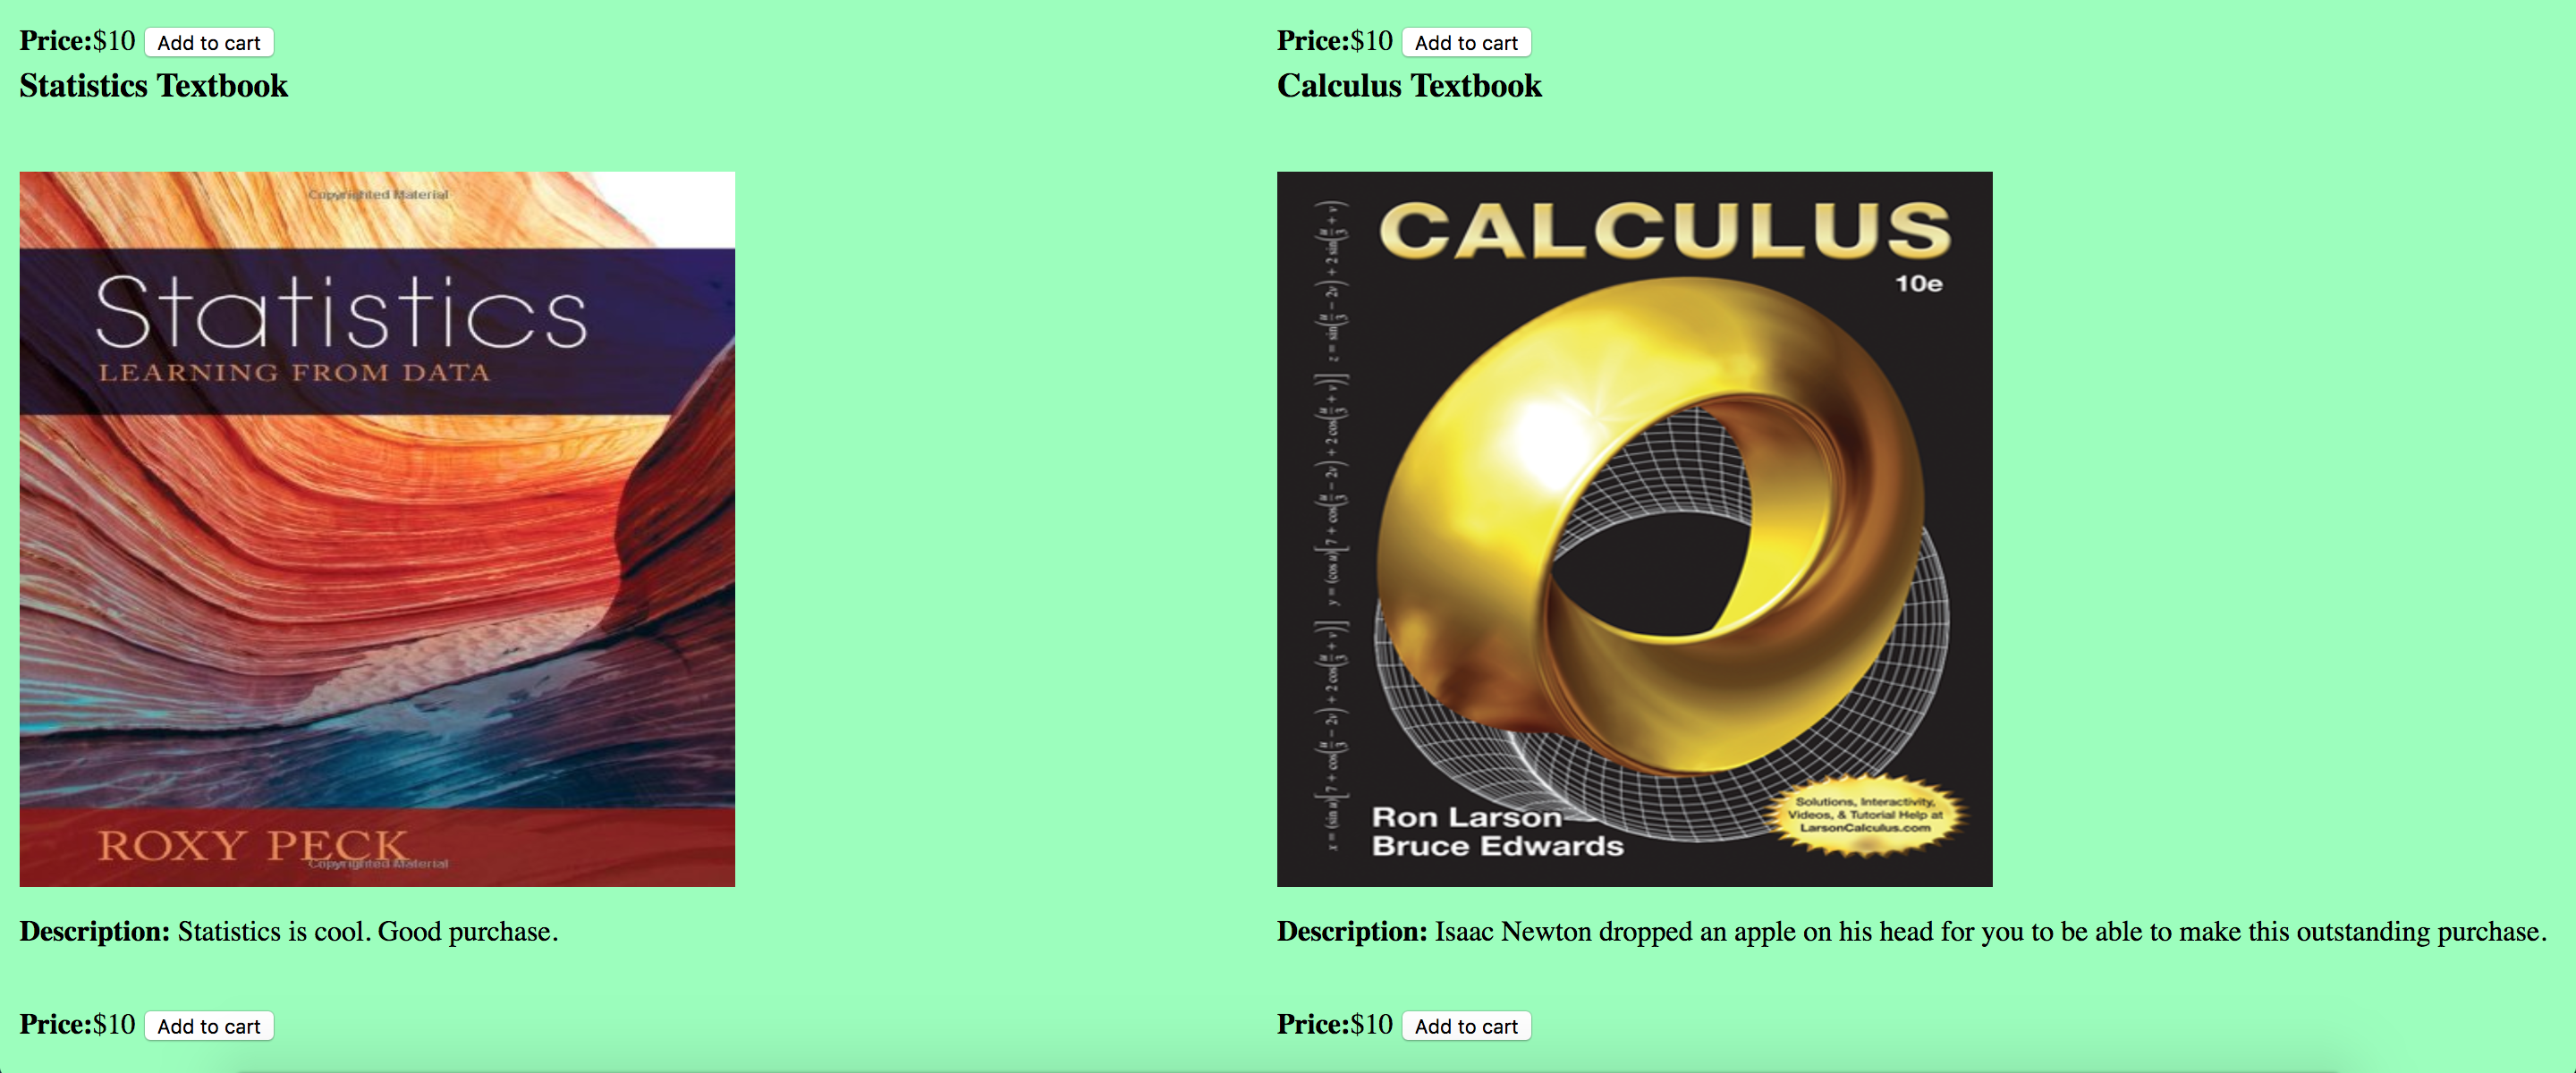 Price:$10 Add to cart
Statistics Textbook
Copyrighted Material
Statistics
LEARNING FROM DATA
ROXY PECK
Copyrighted Material
Description: Statistics is cool. Good purchase.
Price:$10 Add to cart
Price:$10 Add to cart
Calculus Textbook
CALCULUS
10e
Ron Larson
Bruce Edwards
Solutions, Interactivity,
Videos, & Tutorial Help at
LarsonCalculus.com
Description: Isaac Newton dropped an apple on his head for you to be able to make this outstanding purchase.
Price:$10 Add to cart